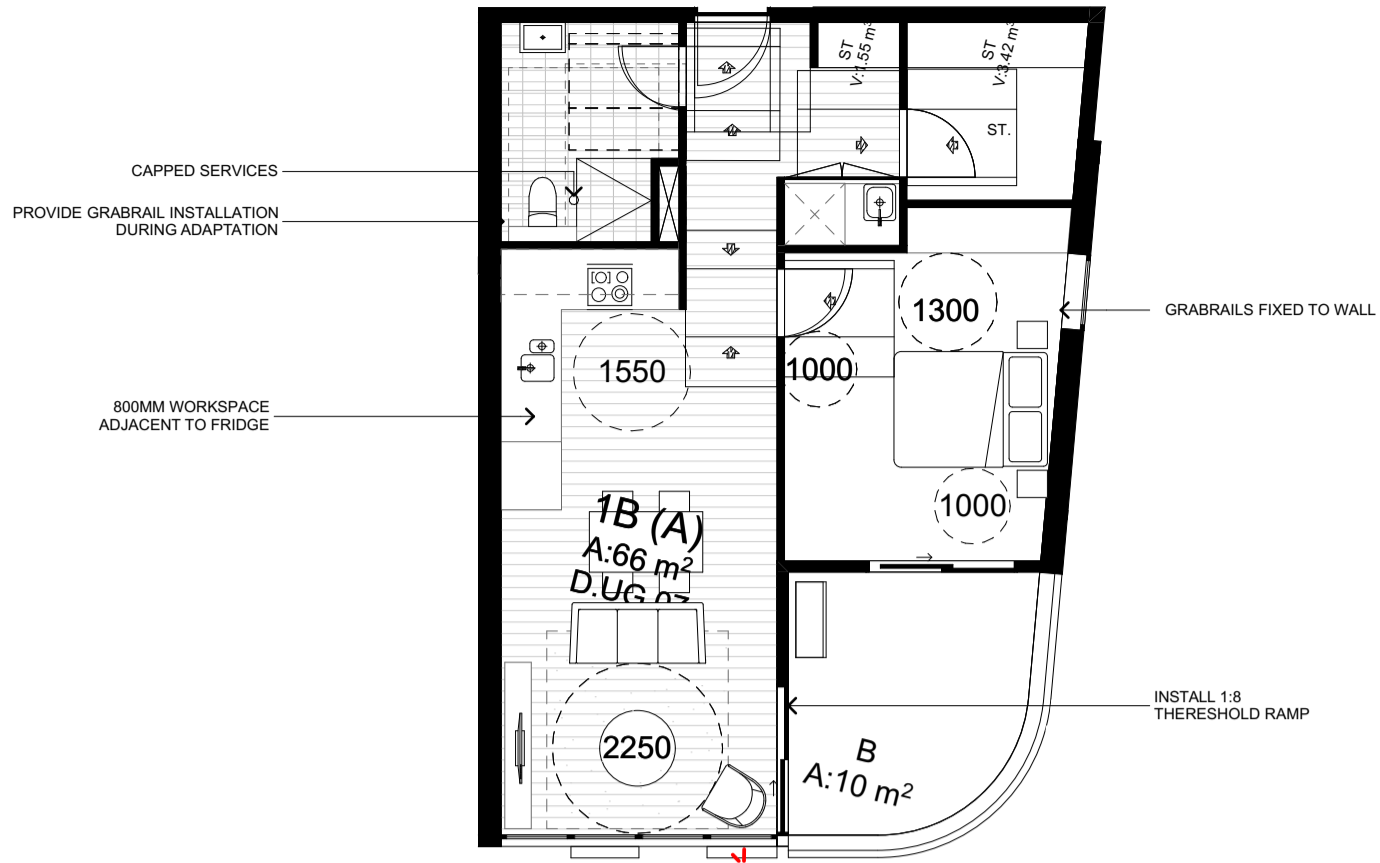 ST
V:1.55 m³
ST
V:3.42 m³
ST.
CAPPED SERVICES
PROVIDE GRABRAIL INSTALLATION
DURING ADAPTATION
GRABRAILS FIXED TO WALL
1300
1550
1000
800MM WORKSPACE
ADJACENT TO FRIDGE
1000
1B (A)
A:66 m²
D.UG
INSTALL 1:8
THERESHOLD RAMP
2250
B
A:10 m²